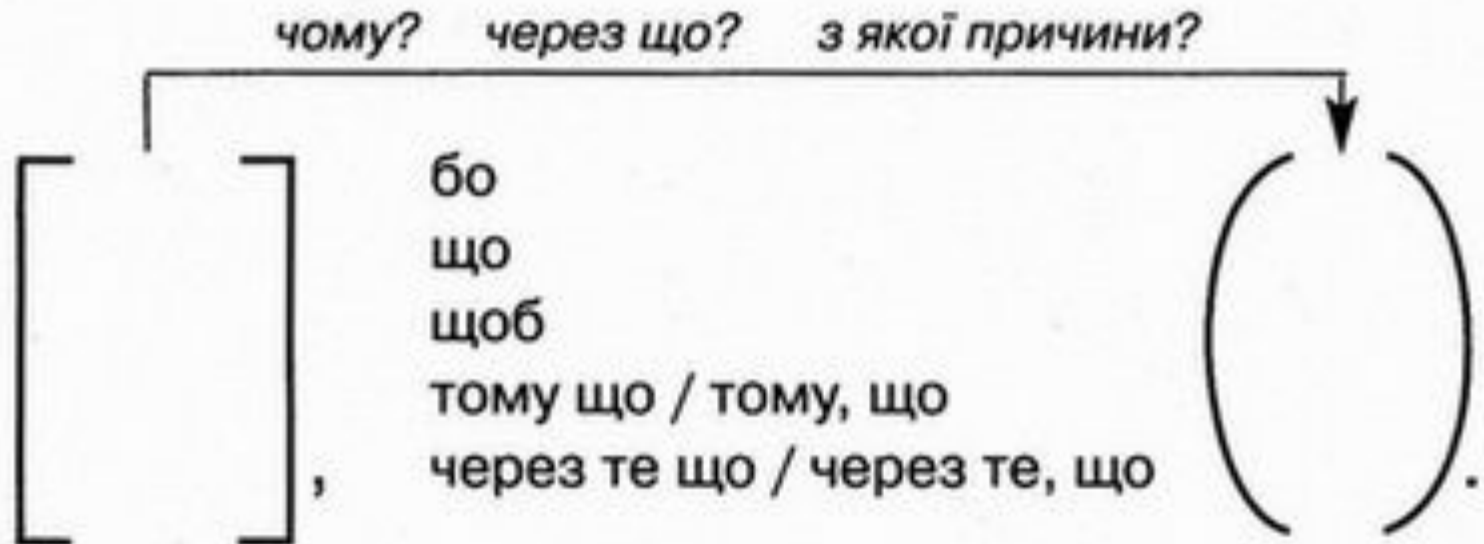 чому? через що? з якої причини?
бо
що
щоб
тому що / тому, що
, через те що / через те, що .